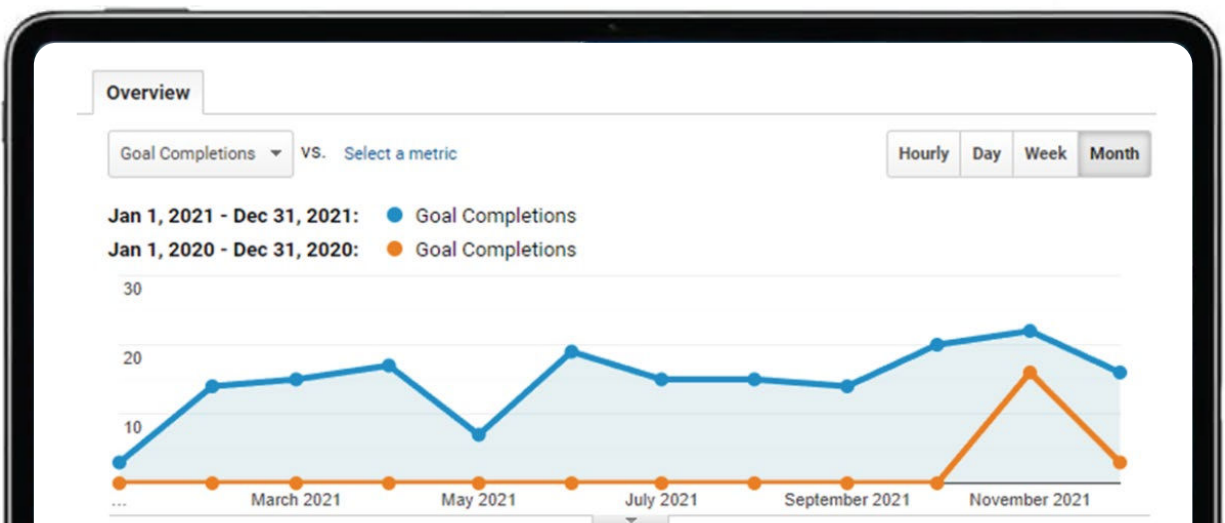 Overview
Goal Completions VS. Select a metric Hourly Day Week Month
Jan 1, 2021 - Dec 31, 2021: Goal Completions
Jan 1, 2020 - Dec 31, 2020: Goal Completions
30
20
10
... March 2021 May 2021 July 2021 September 2021 November 2021